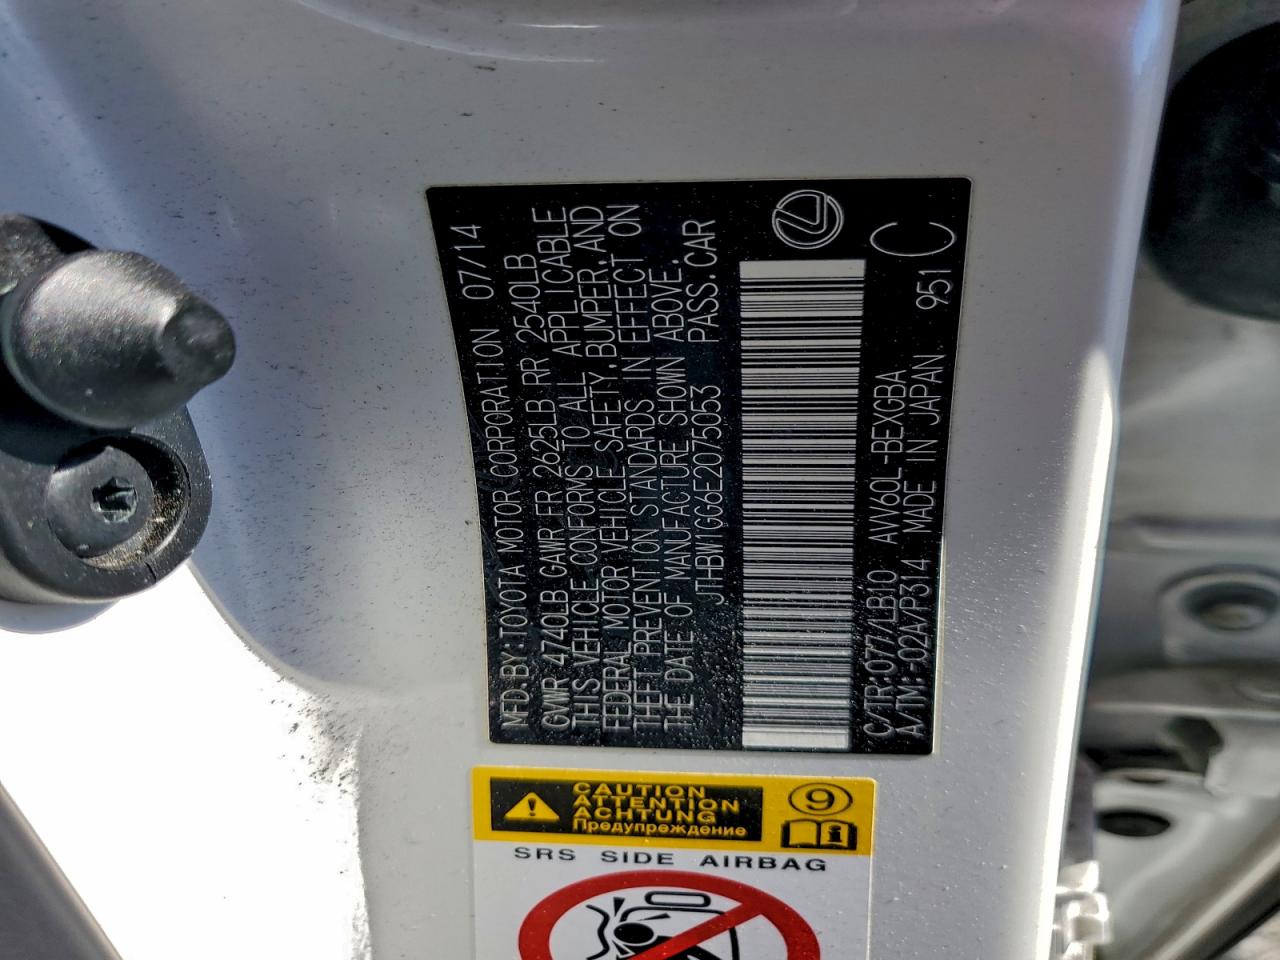 MFD.BY:TOYOTA MOTOR CORPORATION 07/14
GVWR 4740LB GAWR FR 2625LB RR 2540LB
THIS VEHICLE CONFORMS TO ALL APPLICABLE
FEDERAL MOTOR VEHICLE SAFETY,BUMPER,AND
THEFT PREVENTION STANDARDS IN EFFECT ON
THE DATE OF MANUFACTURE SHOWN ABOVE.
JTHBW1GG6E2075053 PASS.CAR
C/TR:077/LB10 AVV60L-BEXGBA
A/TM:-02A/P314 MADE IN JAPAN 951
C
CAUTION
ATTENTION
ACHTUNG
Предупреждение
9
i
SRS SIDE AIRBAG